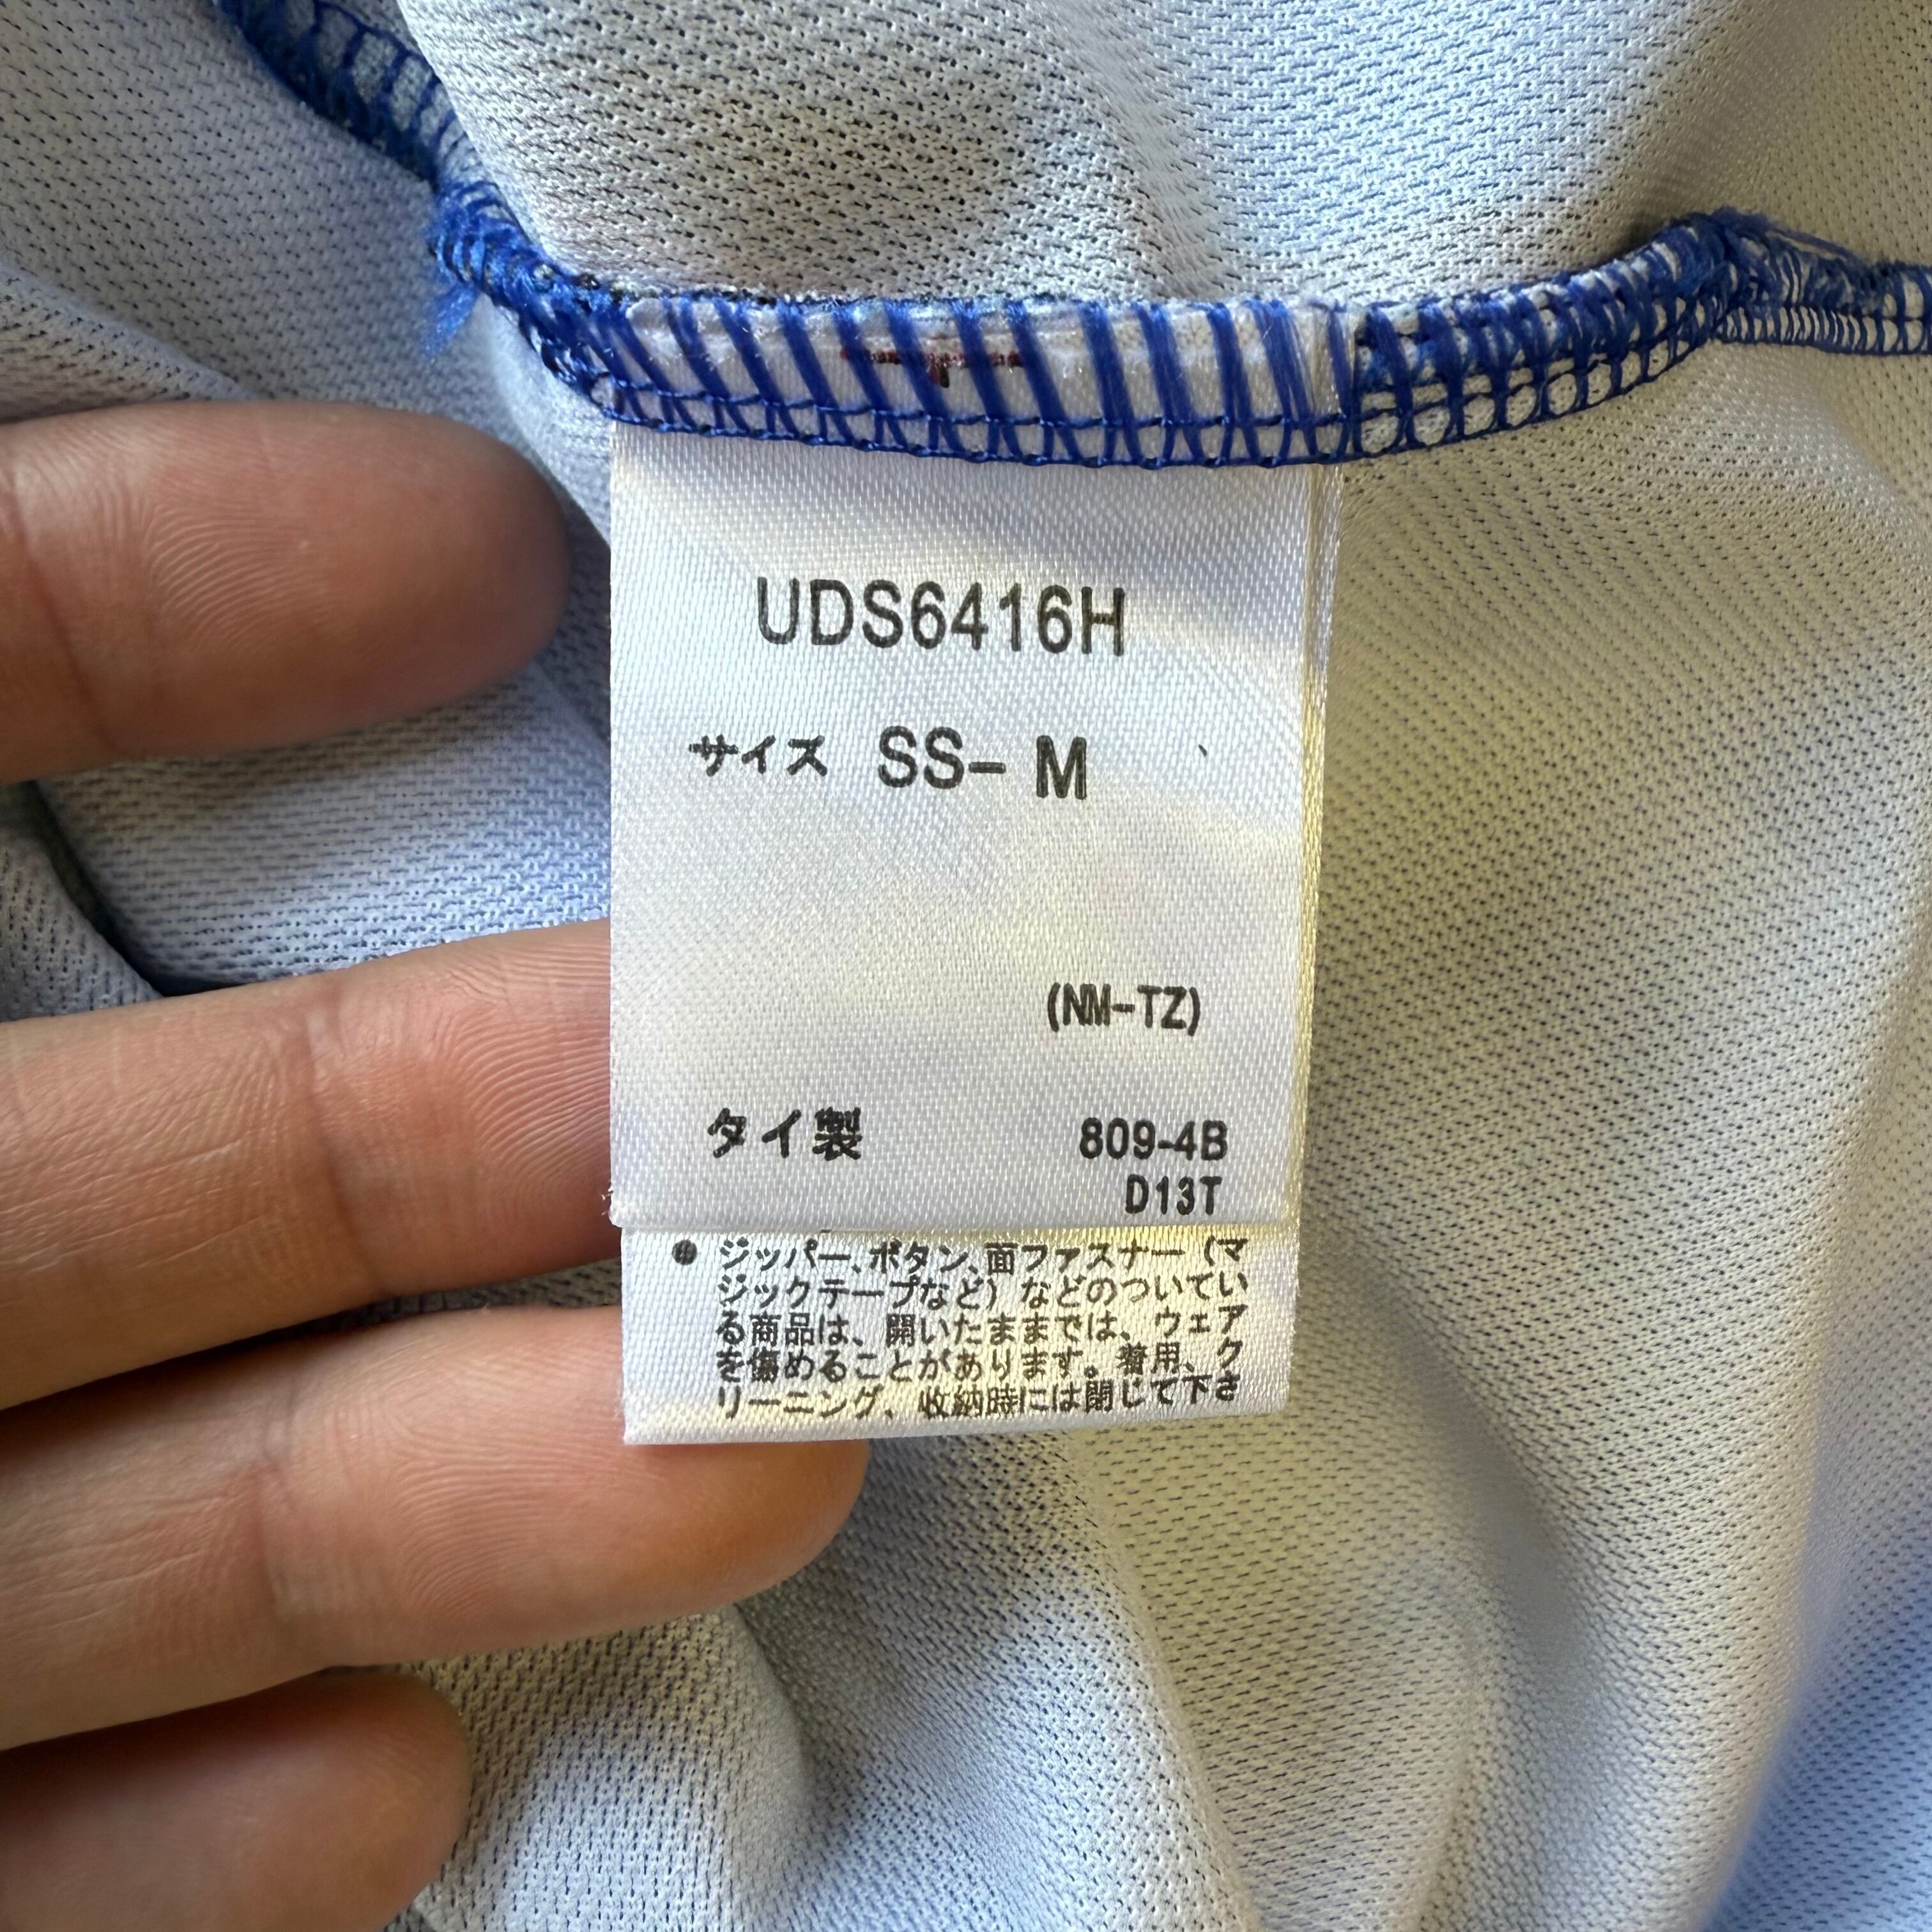 UDS6416H
サイズ SS- M
(NM-TZ)
タイ製 809-4B
D13T
● ジッパー、ボタン、面ファスナー（マ
ジックテープなど）などのついてい
る商品は、開いたままでは、ウェア
を傷めることがあります。着用、ク
リーニング、収納時には閉じて下さ